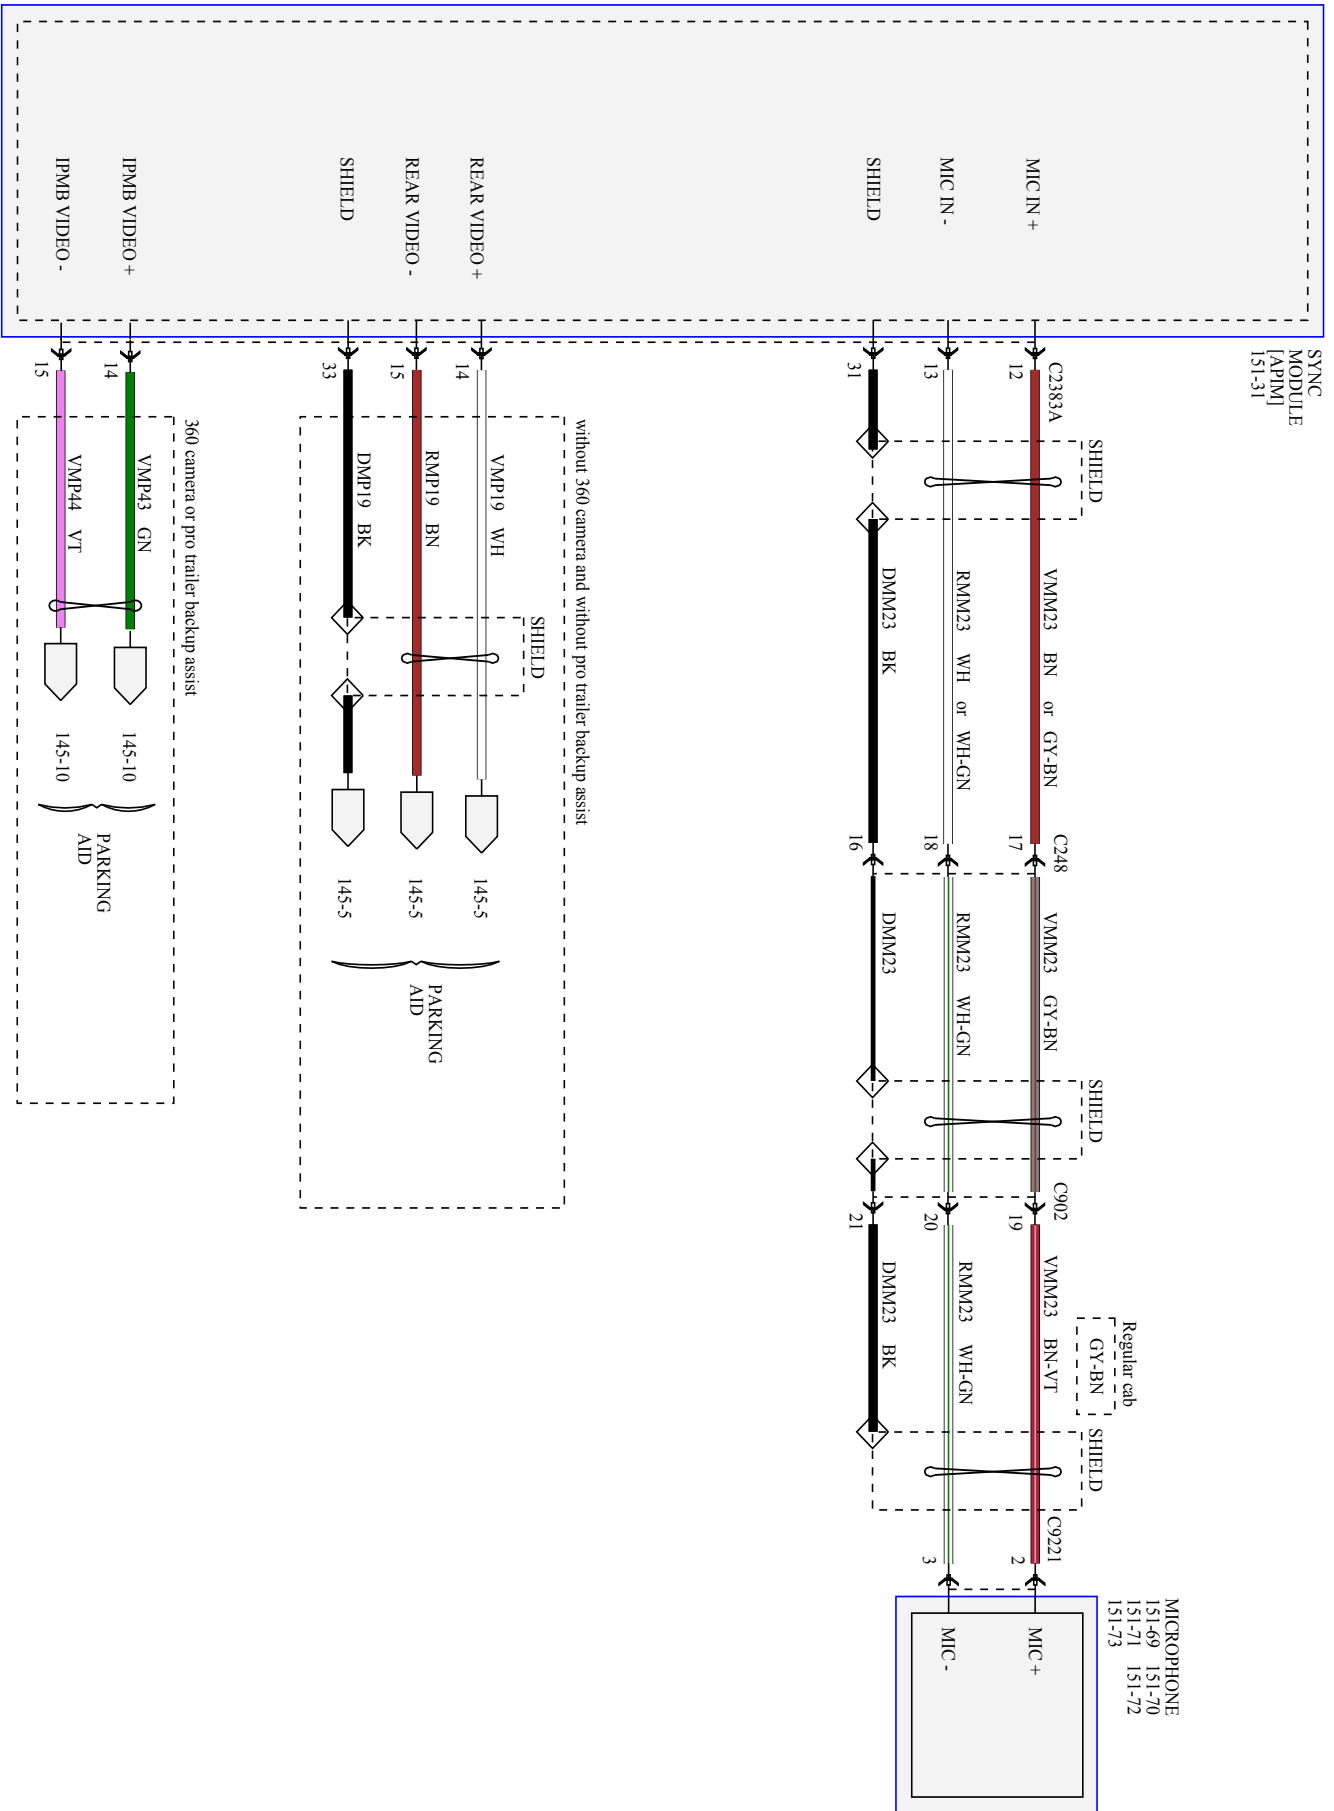 SYNC
MODULE
[APIM]
151-31
MIC IN +
C2383A
12
VMM23 BN or GY-BN
17
C248
VMM23 GY-BN
C902
19
VMM23 BN-VT
Regular cab
GY-BN
C9221
2
MIC +
SHIELD
SHIELD
SHIELD
MICROPHONE
151-69 151-70
151-71 151-72
151-73
MIC IN -
13
RMM23 WH or WH-GN
18
RMM23 WH-GN
20
RMM23 WH-GN
3
MIC -
SHIELD
31
DMM23 BK
16
DMM23
21
DMM23 BK
without 360 camera and without pro trailer backup assist
SHIELD
REAR VIDEO +
14
VMP19 WH
145-5
REAR VIDEO -
15
RMP19 BN
145-5
SHIELD
33
DMP19 BK
145-5
PARKING
AID
360 camera or pro trailer backup assist
IPMB VIDEO +
14
VMP43 GN
145-10
IPMB VIDEO -
15
VMP44 VT
145-10
PARKING
AID